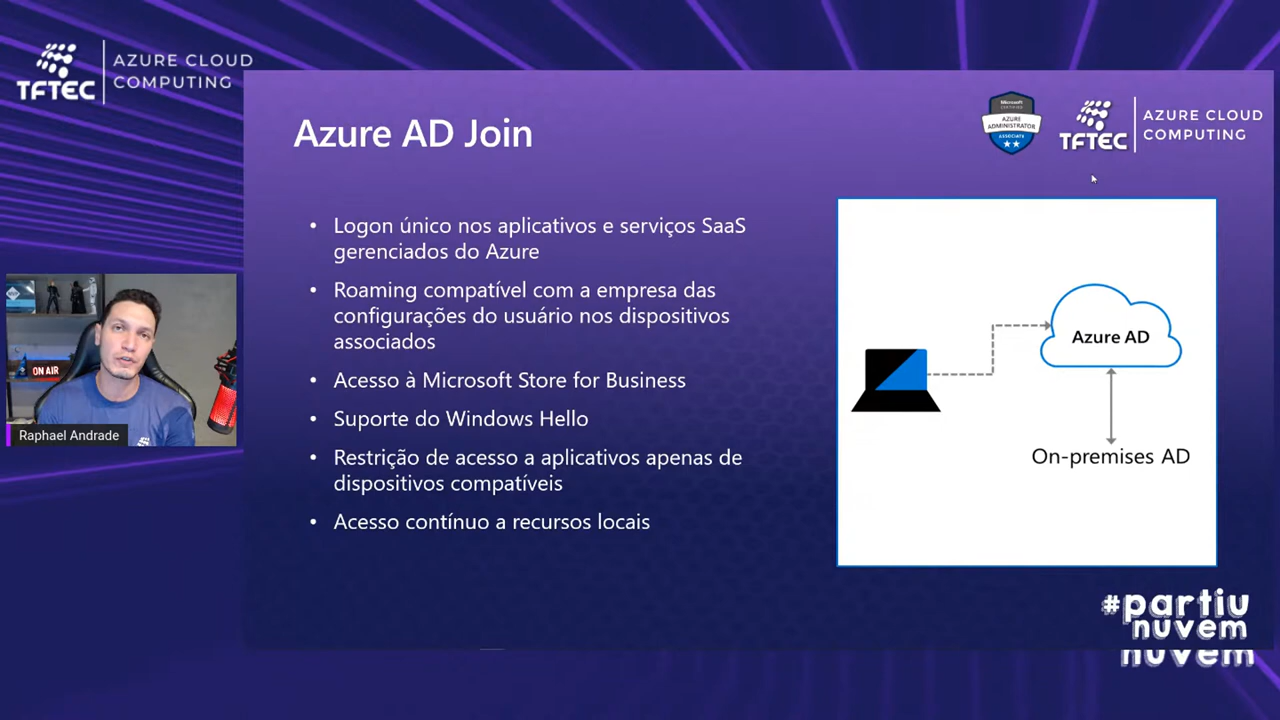 TFTEC
AZURE CLOUD
COMPUTING
Azure AD Join
Microsoft
CERTIFIED
AZURE
ADMINISTRATOR
ASSOCIATE
TFTEC
AZURE CLOUD
COMPUTING
• Logon único nos aplicativos e serviços SaaS
gerenciados do Azure
• Roaming compatível com a empresa das
configurações do usuário nos dispositivos
associados
• Acesso à Microsoft Store for Business
• Suporte do Windows Hello
• Restrição de acesso a aplicativos apenas de
dispositivos compatíveis
• Acesso contínuo a recursos locais
Azure AD
On-premises AD
ON AIR
Raphael Andrade
#partiu
nuvem
nuvem